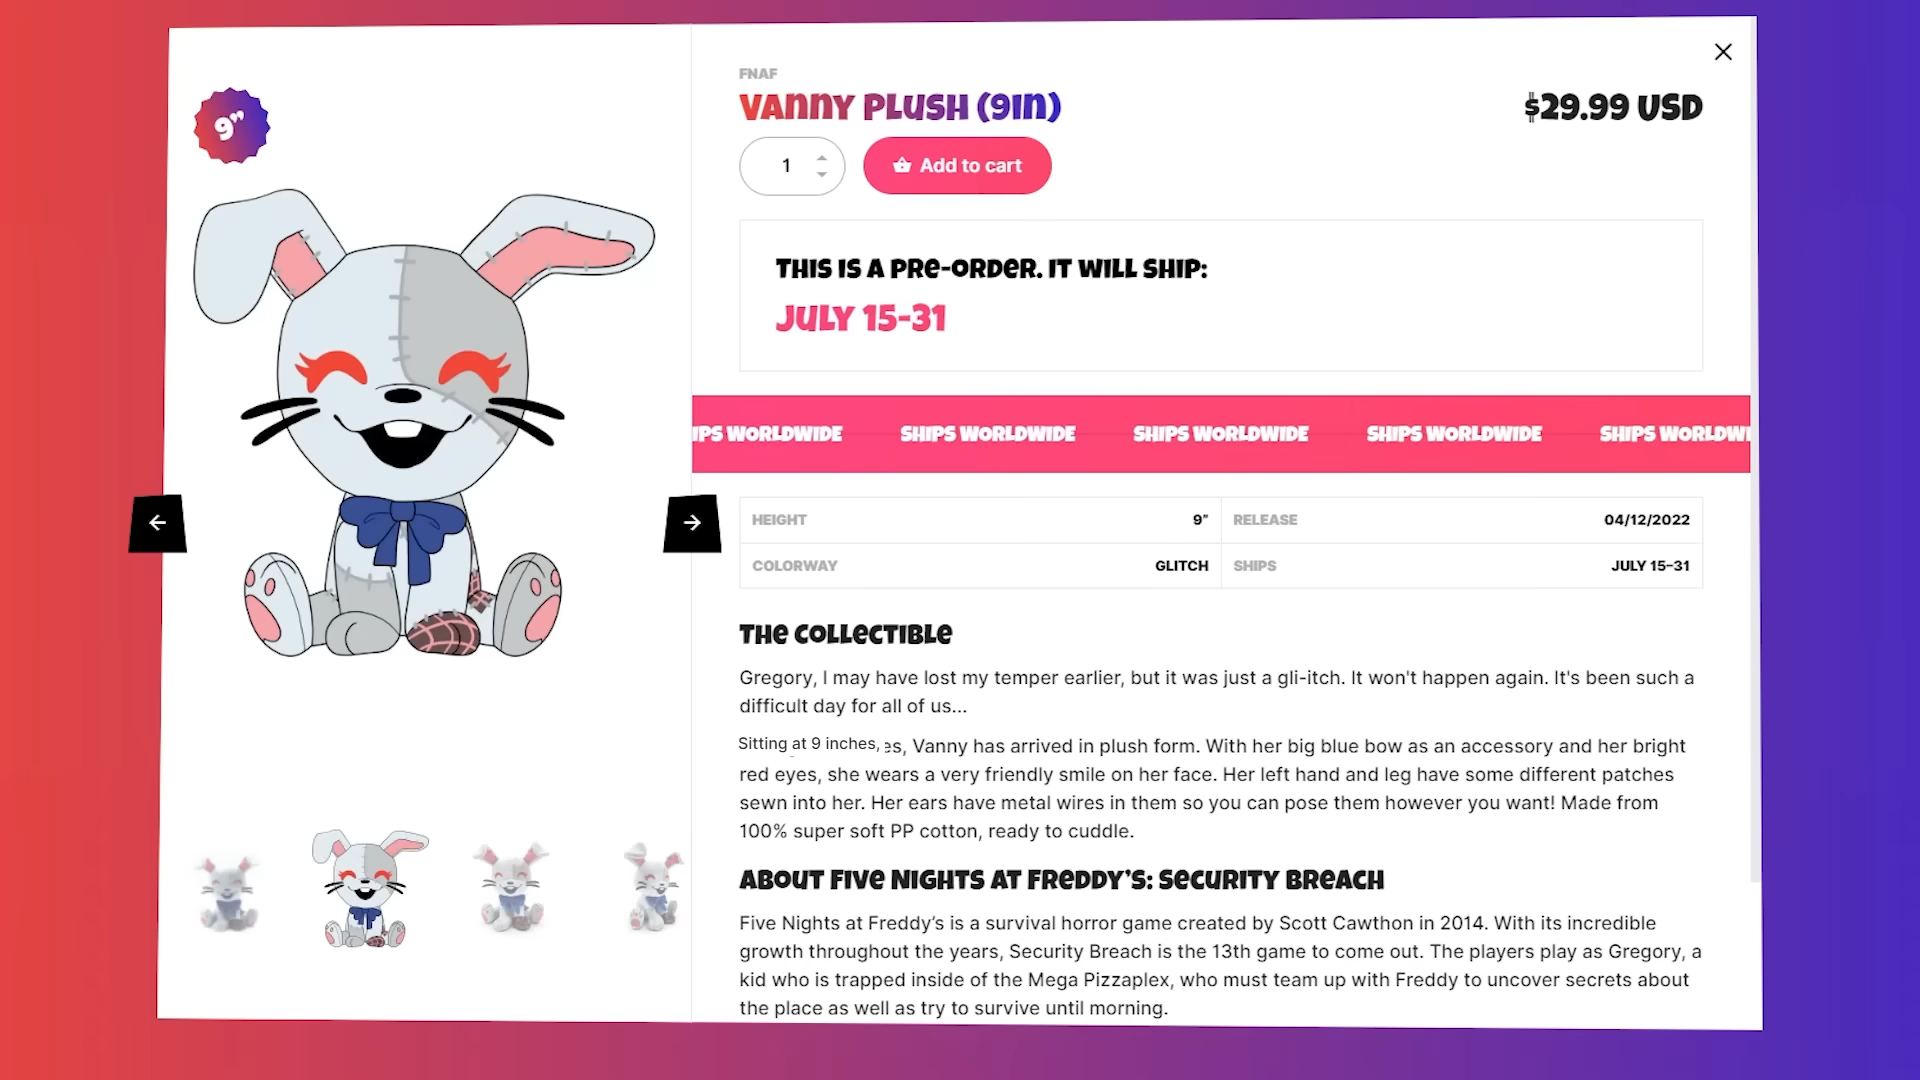 9"
FNAF
VANNY PLUSH (9IN)
$29.99 USD
1
Add to cart
THIS IS A PRE-ORDER. IT WILL SHIP:
JULY 15-31
IPS WORLDWIDE SHIPS WORLDWIDE SHIPS WORLDWIDE SHIPS WORLDWIDE SHIPS WORLDWI
HEIGHT 9" RELEASE 04/12/2022
COLORWAY GLITCH SHIPS JULY 15-31
THE COLLECTIBLE
Gregory, I may have lost my temper earlier, but it was just a gli-itch. It won't happen again. It's been such a
difficult day for all of us...
Sitting at 9 inches, es, Vanny has arrived in plush form. With her big blue bow as an accessory and her bright
red eyes, she wears a very friendly smile on her face. Her left hand and leg have some different patches
sewn into her. Her ears have metal wires in them so you can pose them however you want! Made from
100% super soft PP cotton, ready to cuddle.
ABOUT FIVE NIGHTS AT FREDDY'S: SECURITY BREACH
Five Nights at Freddy's is a survival horror game created by Scott Cawthon in 2014. With its incredible
growth throughout the years, Security Breach is the 13th game to come out. The players play as Gregory, a
kid who is trapped inside of the Mega Pizzaplex, who must team up with Freddy to uncover secrets about
the place as well as try to survive until morning.